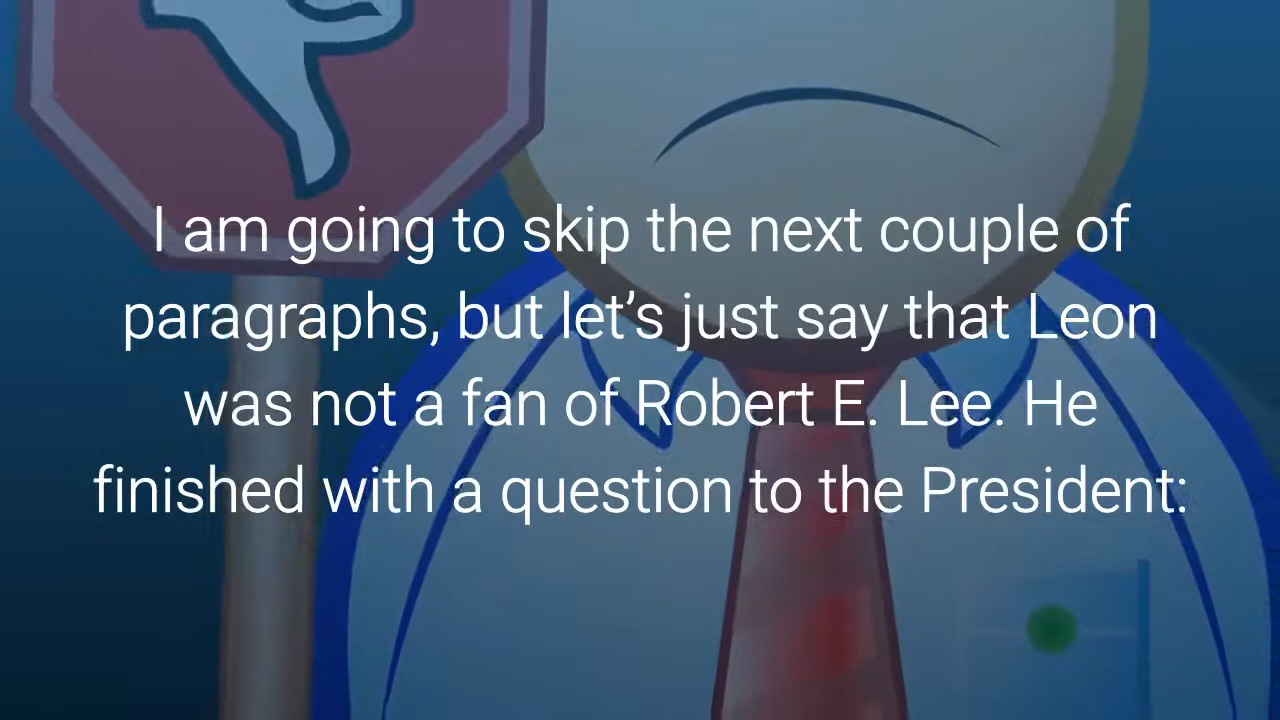 I am going to skip the next couple of
paragraphs, but let’s just say that Leon
was not a fan of Robert E. Lee. He
finished with a question to the President: